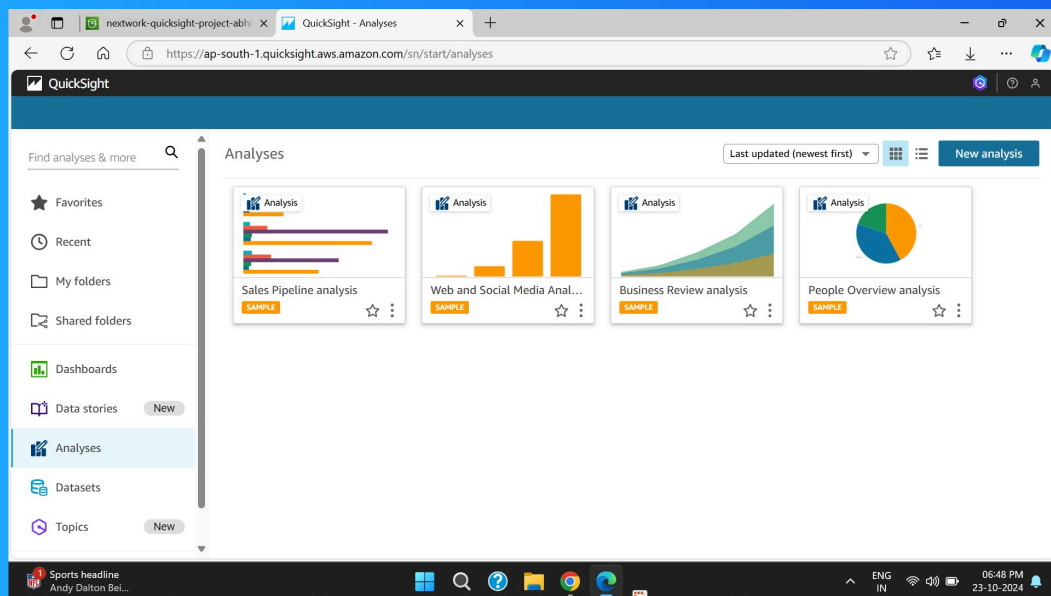 nextwork-quicksight-project-abhi
QuickSight - Analyses
https://ap-south-1.quicksight.aws.amazon.com/sn/start/analyses
QuickSight
Find analyses & more
Favorites
Recent
My folders
Shared folders
Dashboards
Data stories New
Analyses
Datasets
Topics New
Analyses
Last updated (newest first)
New analysis
Analysis
Sales Pipeline analysis
SAMPLE
Analysis
Web and Social Media Anal...
SAMPLE
Analysis
Business Review analysis
SAMPLE
Analysis
People Overview analysis
SAMPLE
1
Sports headline
Andy Dalton Bei...
ENG
IN
06:48 PM
23-10-2024